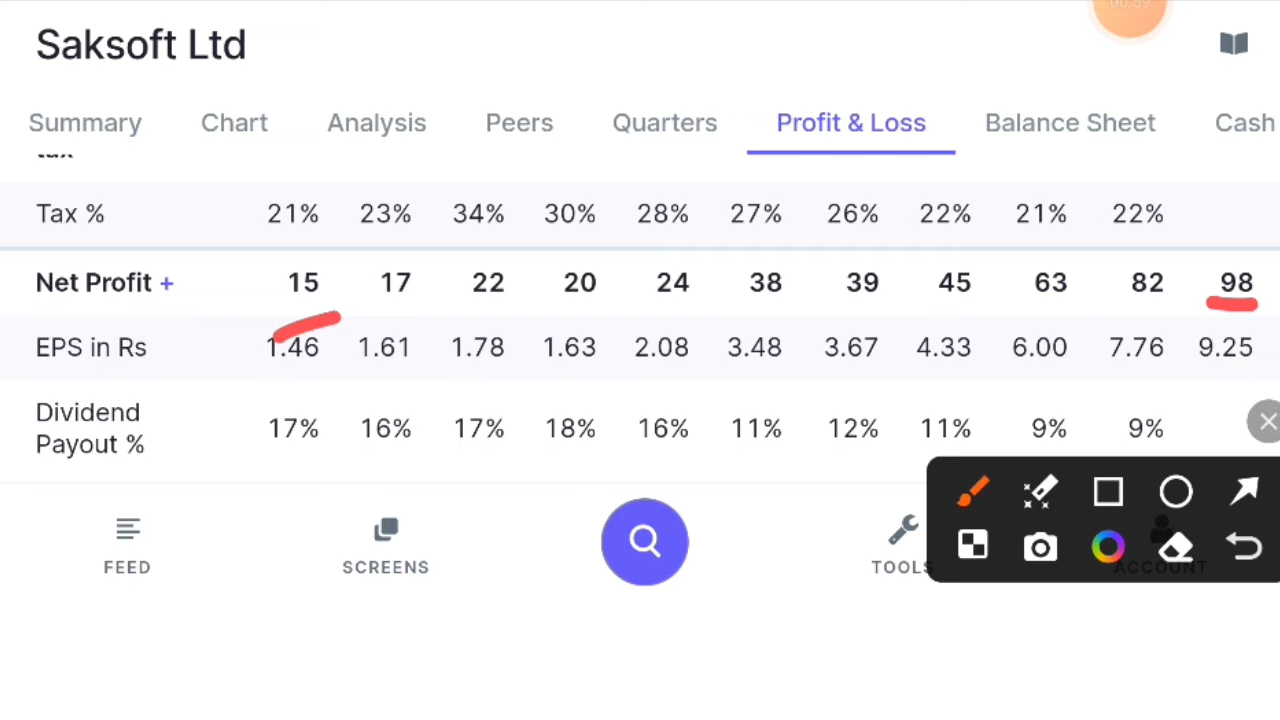 00:59
Saksoft Ltd
Summary Chart Analysis Peers Quarters Profit & Loss Balance Sheet Cash
tax
Tax % 21% 23% 34% 30% 28% 27% 26% 22% 21% 22%
Net Profit + 15 17 22 20 24 38 39 45 63 82 98
EPS in Rs 1.46 1.61 1.78 1.63 2.08 3.48 3.67 4.33 6.00 7.76 9.25
Dividend
Payout % 17% 16% 17% 18% 16% 11% 12% 11% 9% 9%
FEED SCREENS TOOLS ACCOUNT